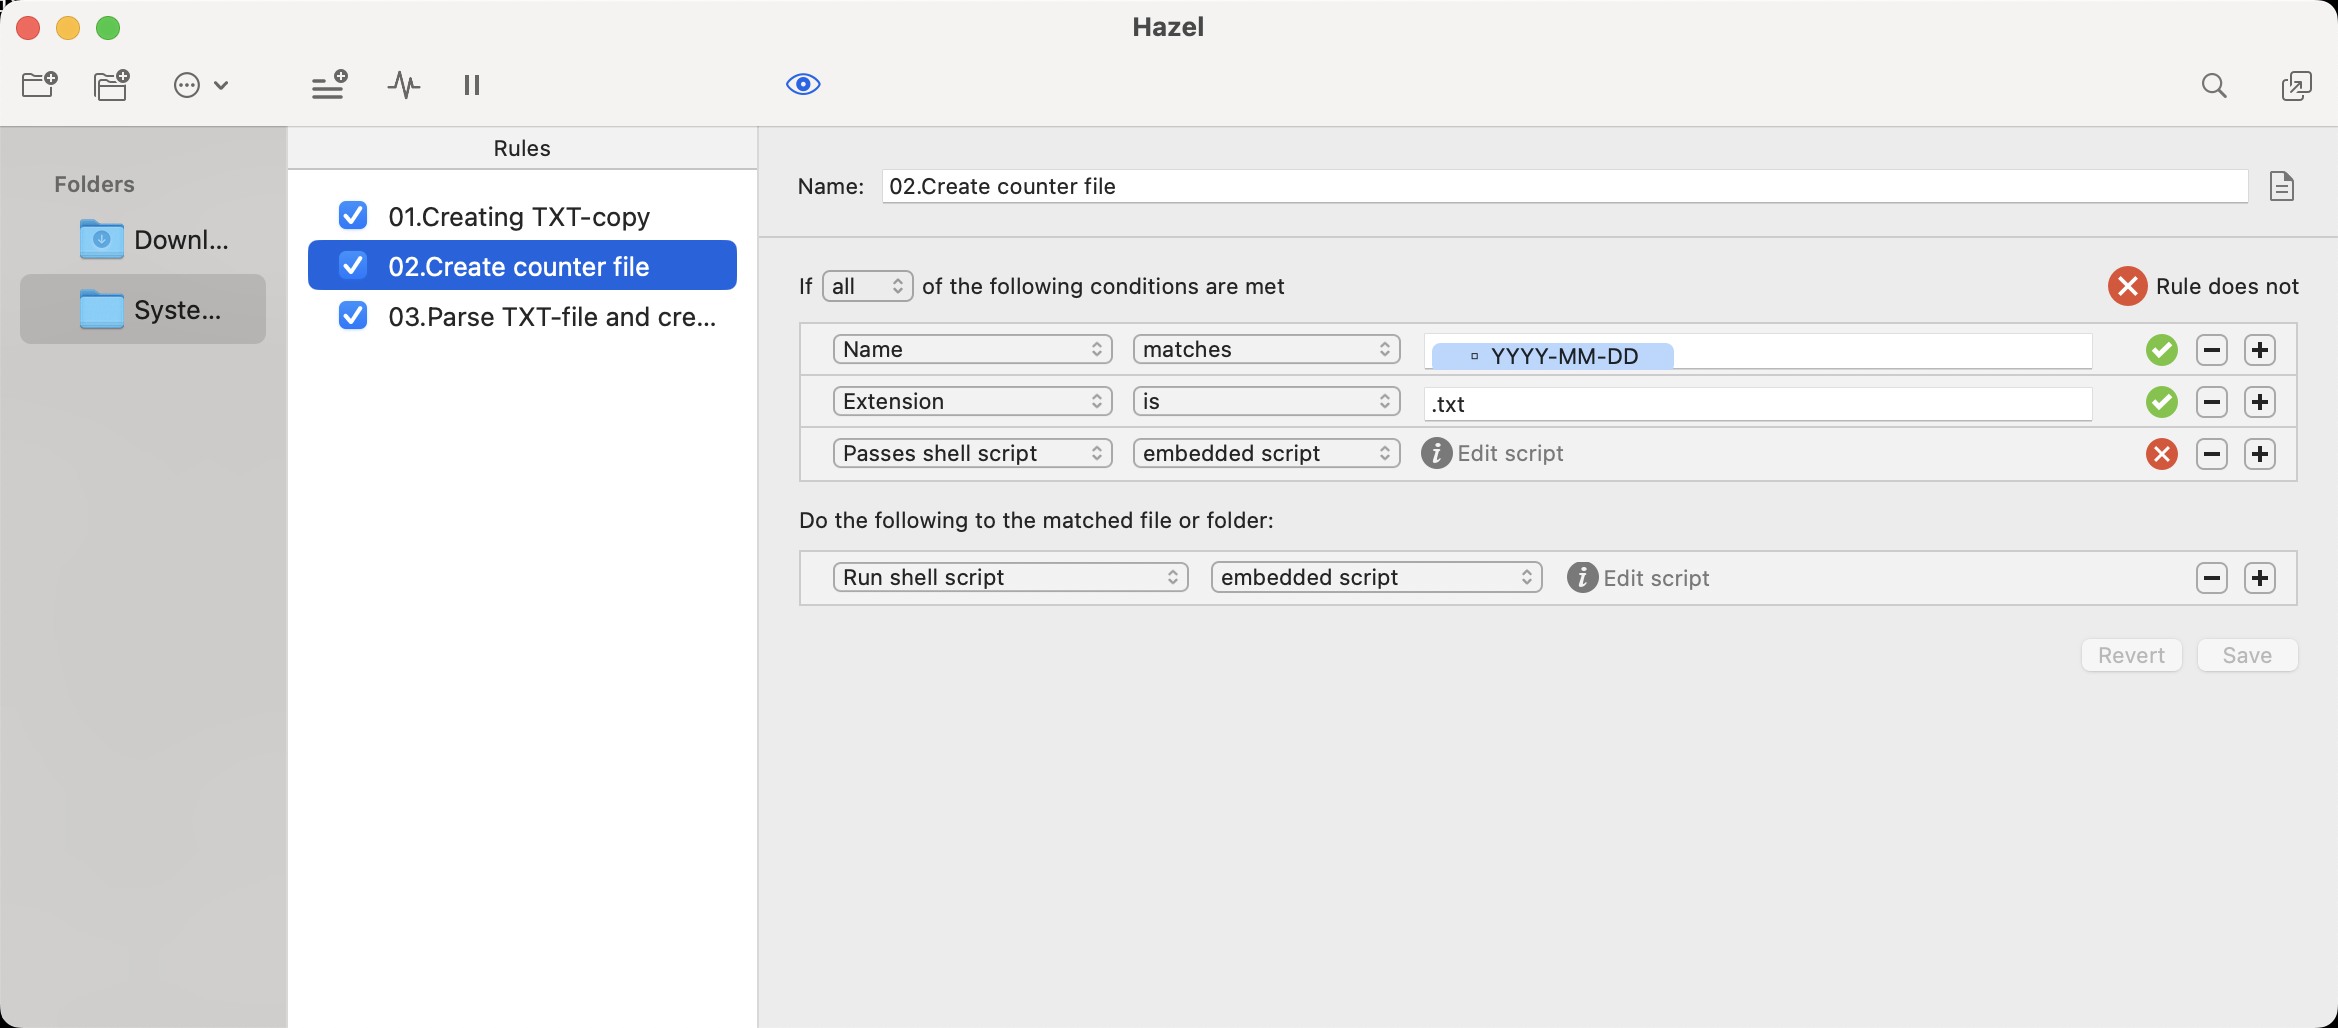 Hazel
Folders
Downl...
Syste...
Rules
01.Creating TXT-copy
02.Create counter file
03.Parse TXT-file and cre...
Name: 02.Create counter file
If all of the following conditions are met
Rule does not
Name matches YYYY-MM-DD
Extension is .txt
Passes shell script embedded script Edit script
Do the following to the matched file or folder:
Run shell script embedded script Edit script
Revert Save